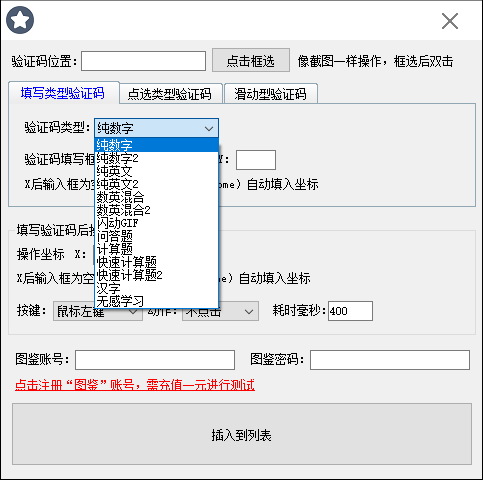 验证码位置:
点击框选
像截图一样操作，框选后双击
填写类型验证码
点选类型验证码
滑动型验证码
验证码类型:
纯数字
纯数字
纯数字2
纯英文
纯英文2
数英混合
数英混合2
闪动GIF
问答题
计算题
快速计算题
快速计算题2
汉字
无感学习
验证码填写框
X后输入框为空
ome）自动填入坐标
填写验证码后操
操作坐标 X:
X后输入框为空
ome）自动填入坐标
按键:
鼠标左键
动作:
不点击
耗时毫秒:
400
图鉴账号:
图鉴密码:
点击注册“图鉴”账号，需充值一元进行测试
插入到列表